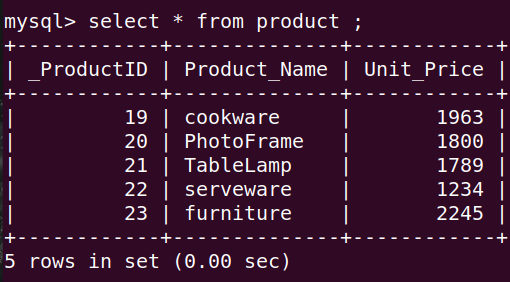 mysql> select * from product ;
+------------+--------------+------------+
| _ProductID | Product_Name | Unit_Price |
+------------+--------------+------------+
|         19 | cookware     |       1963 |
|         20 | PhotoFrame   |       1800 |
|         21 | TableLamp    |       1789 |
|         22 | serveware    |       1234 |
|         23 | furniture    |       2245 |
+------------+--------------+------------+
5 rows in set (0.00 sec)